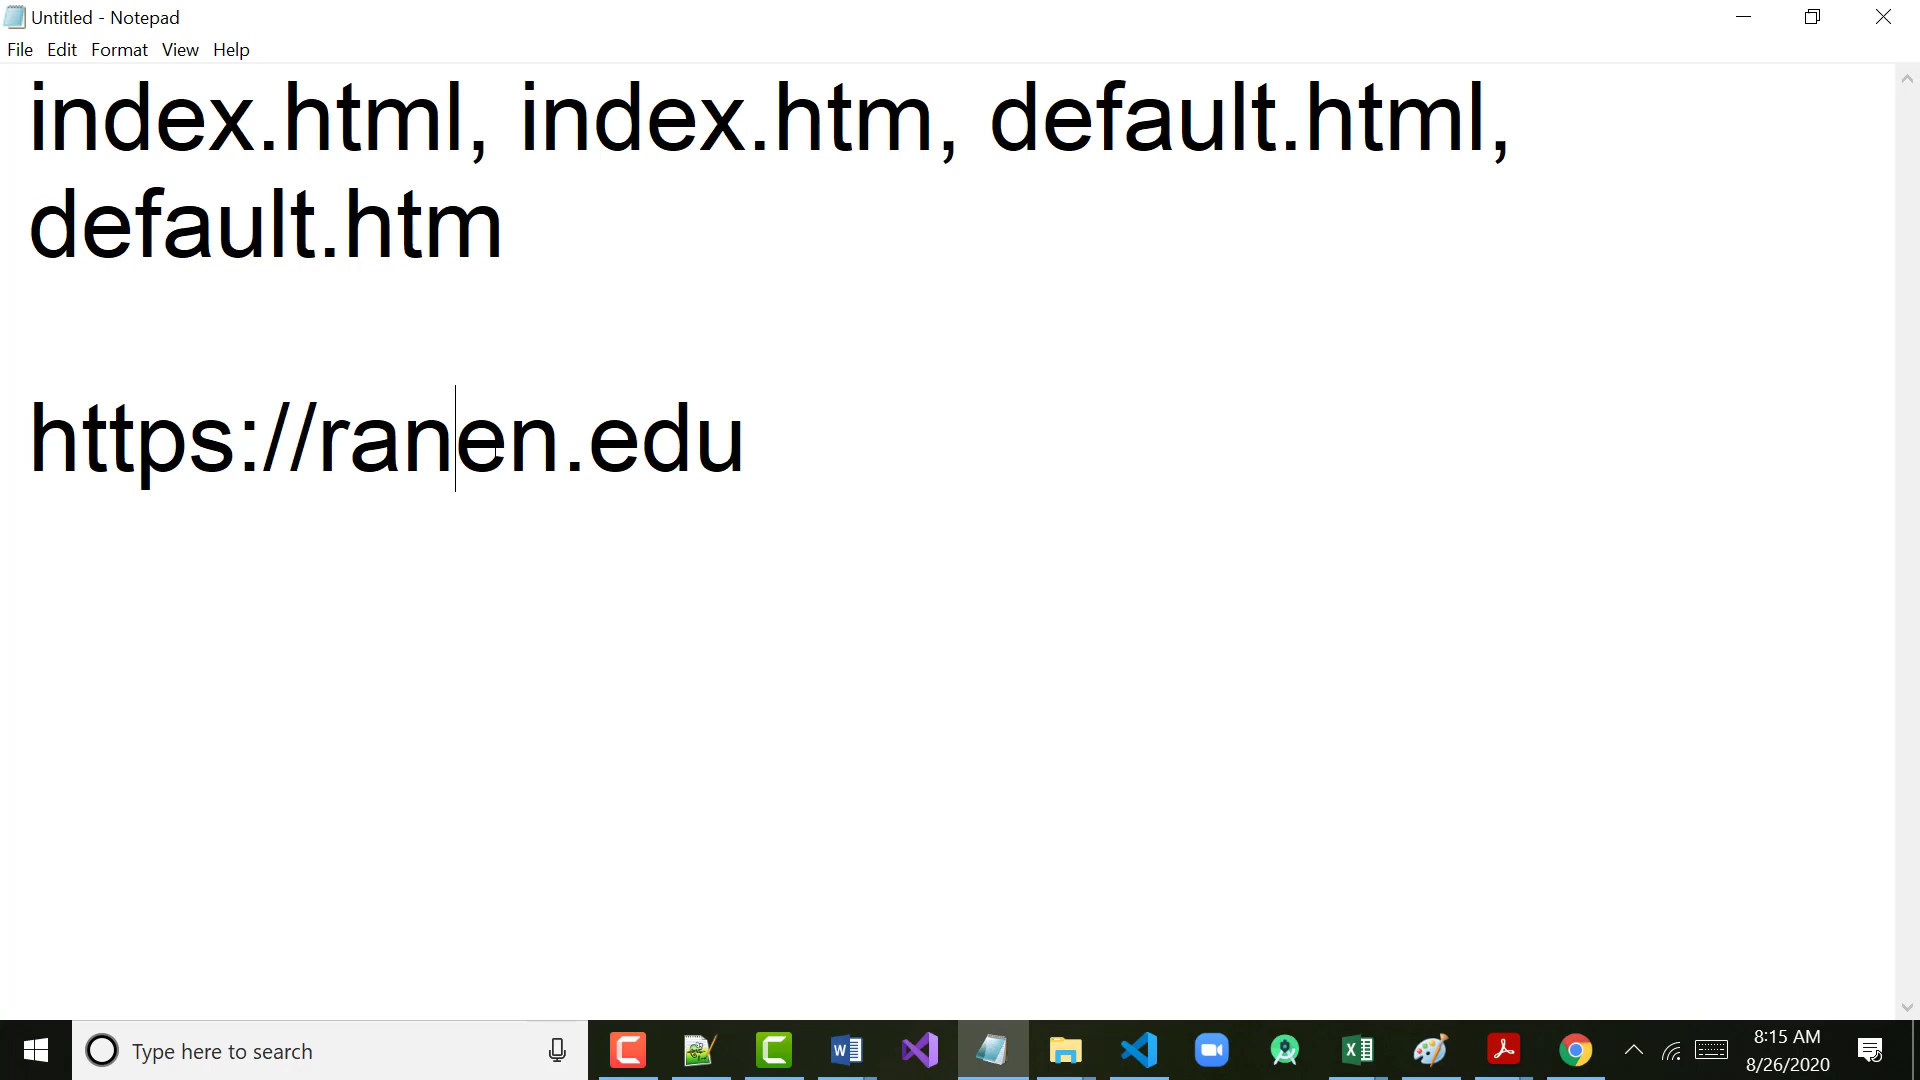 Untitled - Notepad
File Edit Format View Help
index.html, index.htm, default.html,
default.htm
https://ranen.edu
Type here to search
8:15 AM
8/26/2020